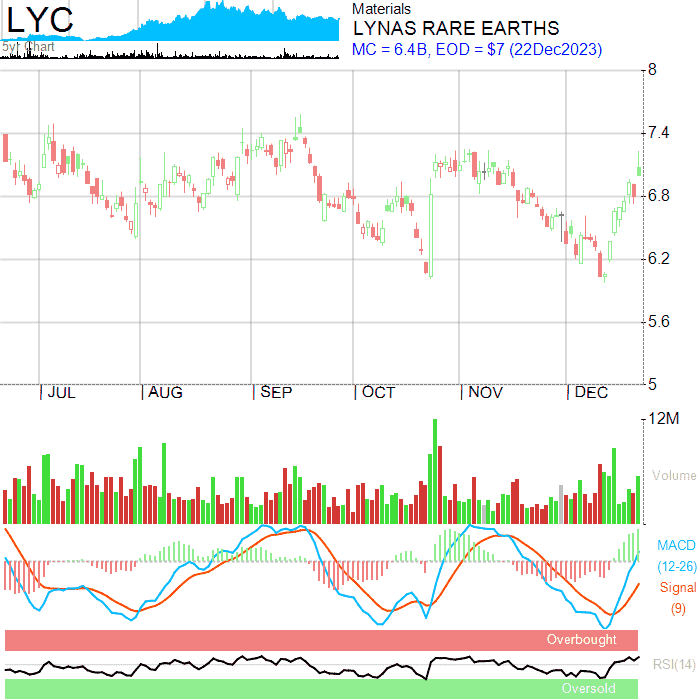 LYC
5yr Chart
Materials
LYNAS RARE EARTHS
MC = 6.4B, EOD = $7 (22Dec2023)
8
7.4
6.8
6.2
5.6
5
JUL AUG SEP OCT NOV DEC
12M
Volume
MACD
(12-26)
Signal
(9)
Overbought
RSI(14)
Oversold